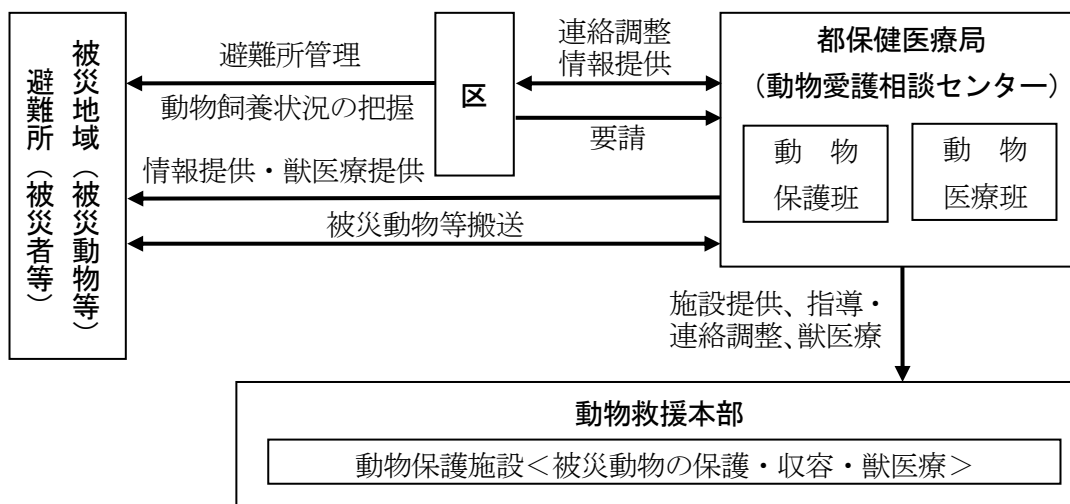 被災地域（被災動物等）
避難所（被災者等）
避難所管理
動物飼養状況の把握
区
連絡調整
情報提供
要請
都保健医療局
（動物愛護相談センター）
動　物
保護班
動　物
医療班
情報提供・獣医療提供
被災動物等搬送
施設提供、指導・
連絡調整、獣医療
動物救援本部
動物保護施設＜被災動物の保護・収容・獣医療＞